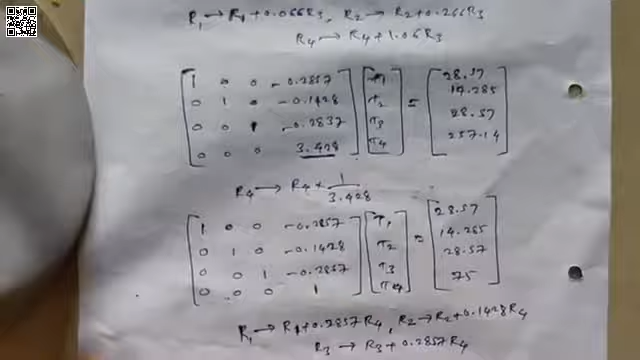 R₁ → R₁ + 0.066R₃, R₂ → R₂ + 0.266R₃
R₄ → R₄ + 1.06R₃
1 0 0 -0.2857 T₁ 28.57
0 1 0 -0.1428 T₂ = 14.285
0 0 1 -0.2857 T₃ 28.57
0 0 0 3.428 T₄ 257.14
R₄ → R₄ + 1/3.428
1 0 0 -0.2857 T₁ 28.57
0 1 0 -0.1428 T₂ = 14.285
0 0 1 -0.2857 T₃ 28.57
0 0 0 1 T₄ 75
R₁ → R₁ + 0.2857R₄, R₂ → R₂ + 0.1428R₄
R₃ → R₃ + 0.2857R₄